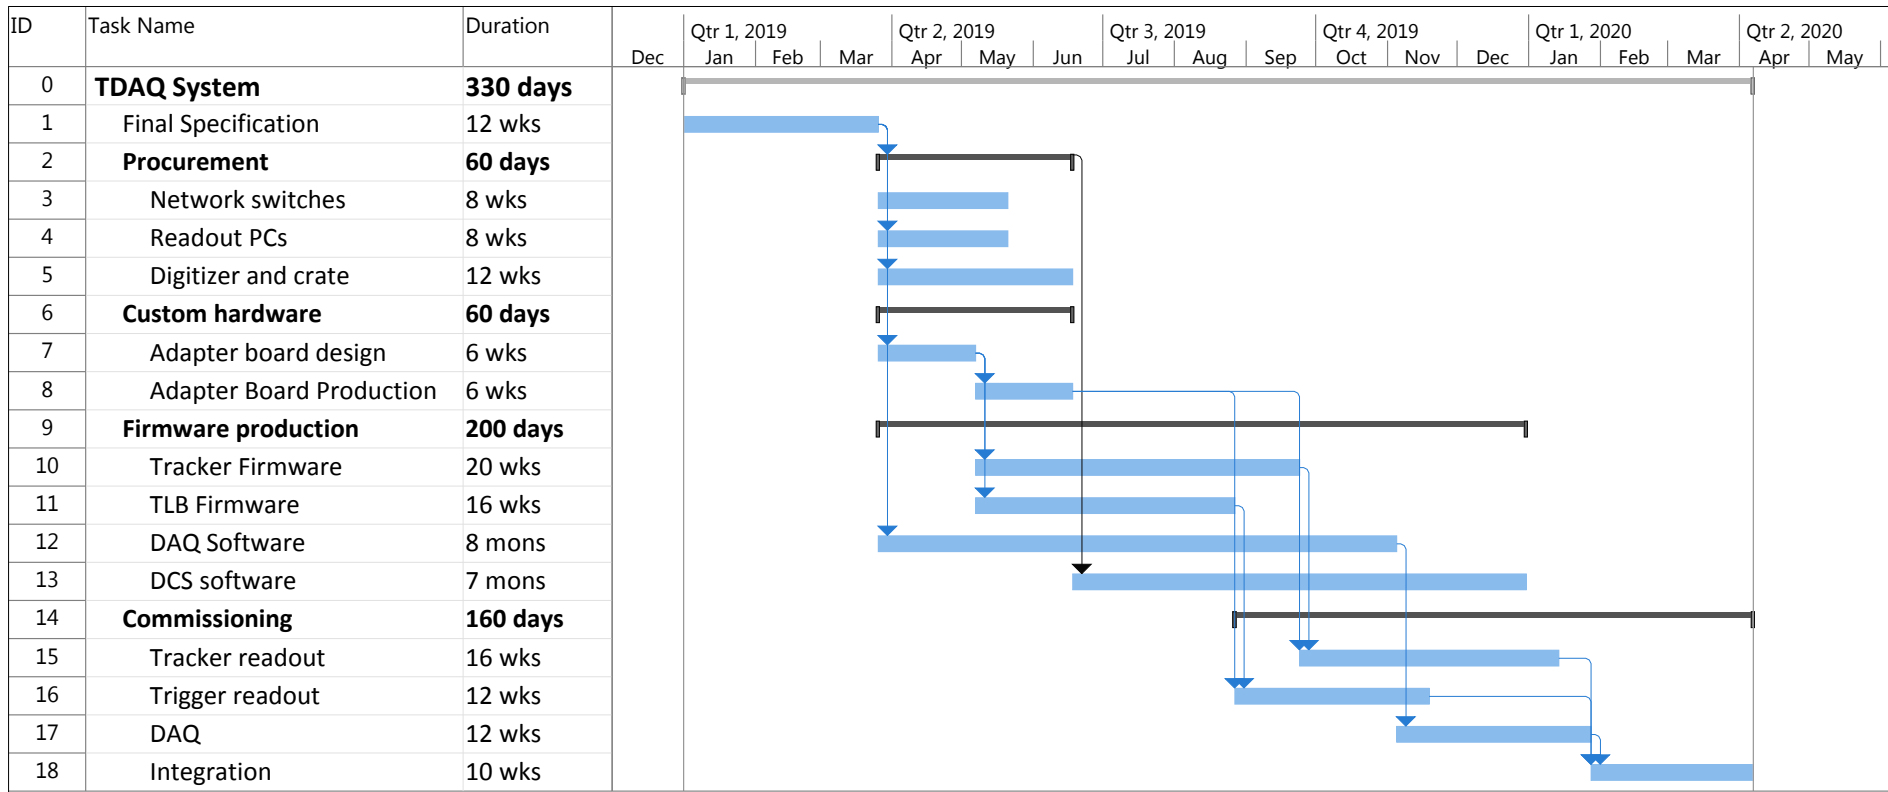 ID Task Name Duration Qtr 1, 2019 Qtr 2, 2019 Qtr 3, 2019 Qtr 4, 2019 Qtr 1, 2020 Qtr 2, 2020
Dec Jan Feb Mar Apr May Jun Jul Aug Sep Oct Nov Dec Jan Feb Mar Apr May
0 TDAQ System 330 days
1 Final Specification 12 wks
2 Procurement 60 days
3 Network switches 8 wks
4 Readout PCs 8 wks
5 Digitizer and crate 12 wks
6 Custom hardware 60 days
7 Adapter board design 6 wks
8 Adapter Board Production 6 wks
9 Firmware production 200 days
10 Tracker Firmware 20 wks
11 TLB Firmware 16 wks
12 DAQ Software 8 mons
13 DCS software 7 mons
14 Commissioning 160 days
15 Tracker readout 16 wks
16 Trigger readout 12 wks
17 DAQ 12 wks
18 Integration 10 wks